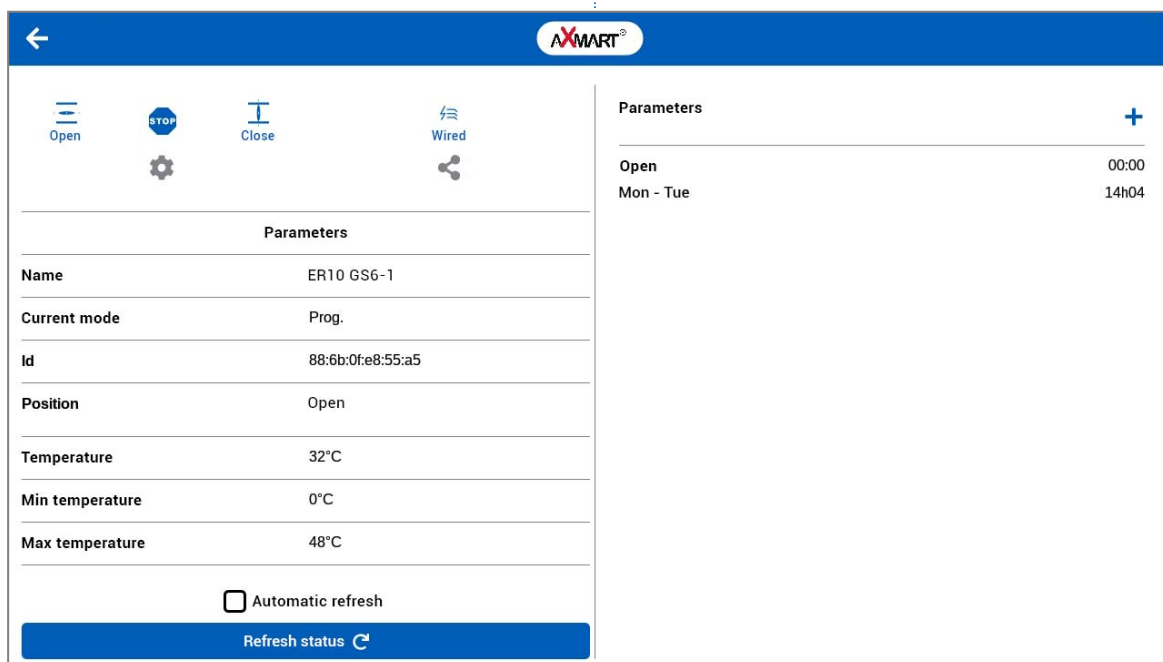 AXMART®
Open
STOP
Close
Wired
Parameters
Name ER10 GS6-1
Current mode Prog.
Id 88:6b:0f:e8:55:a5
Position Open
Temperature 32°C
Min temperature 0°C
Max temperature 48°C
Automatic refresh
Refresh status
Parameters +
Open 00:00
Mon - Tue 14h04